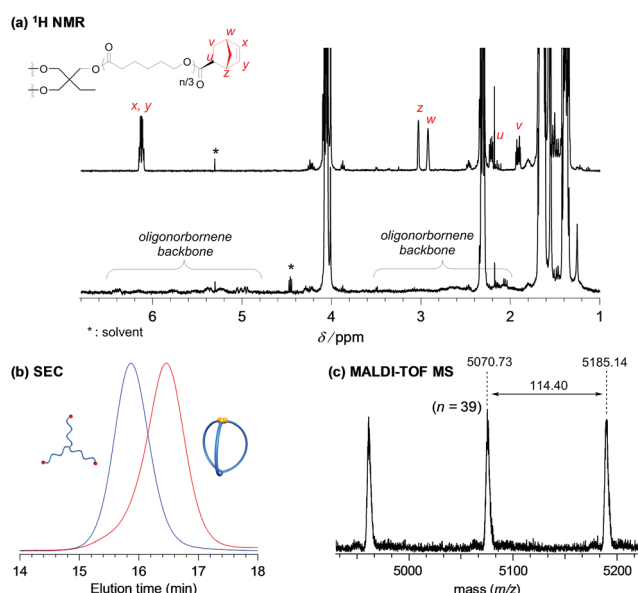 (a) ¹H NMR
O O O n/3 O O O
w v x u y z
x, y * z w u v
oligonorbornene backbone
* oligonorbornene backbone
6 5 4 3 2 1
* : solvent
δ / ppm
(b) SEC
14 15 16 17 18
Elution time (min)
(c) MALDI-TOF MS
5070.73 5185.14
114.40
(n = 39)
5000 5100 5200
mass (m/z)